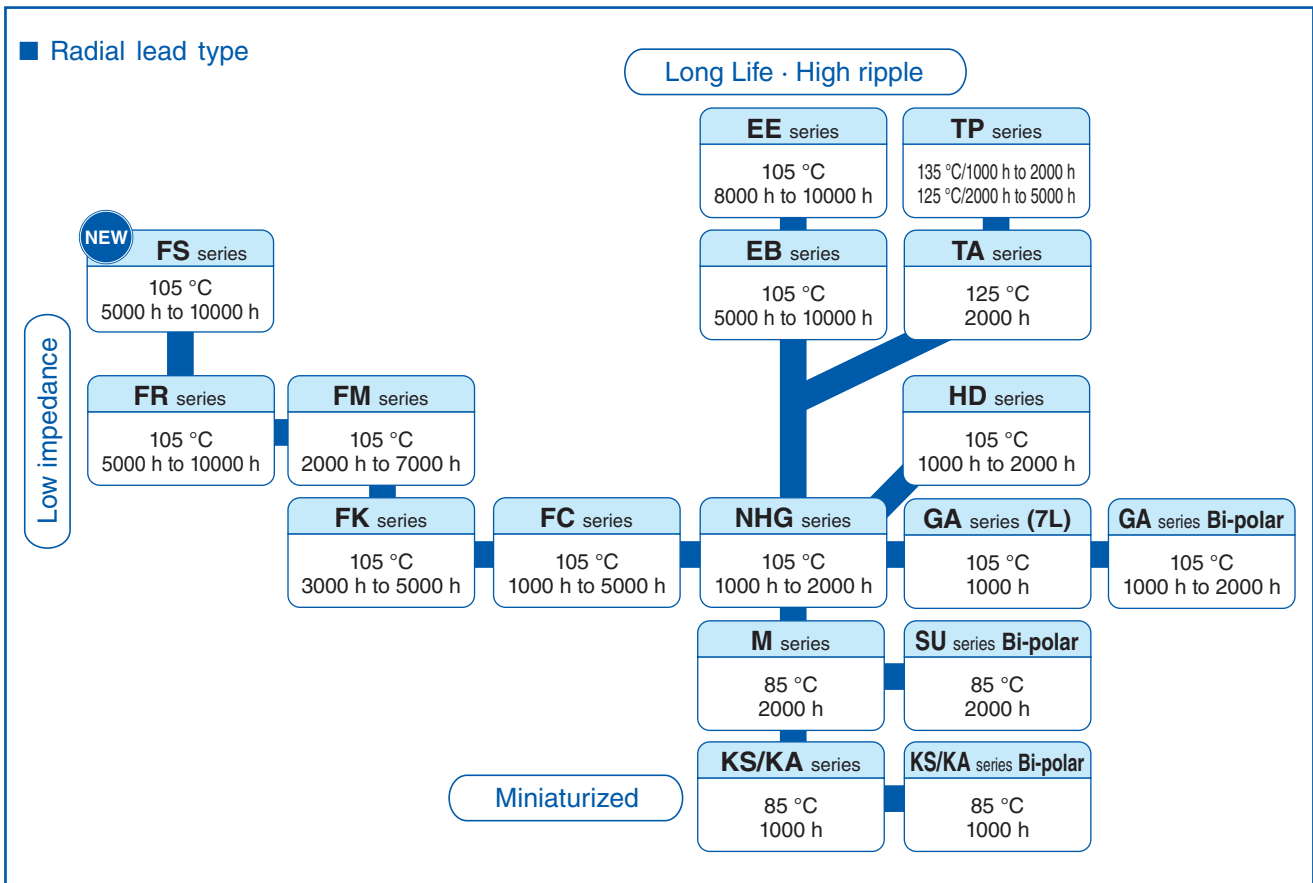 ■ Radial lead type
Long Life · High ripple
EE series
105 °C
8000 h to 10000 h
TP series
135 °C/1000 h to 2000 h
125 °C/2000 h to 5000 h
NEW
FS series
105 °C
5000 h to 10000 h
EB series
105 °C
5000 h to 10000 h
TA series
125 °C
2000 h
Low impedance
FR series
105 °C
5000 h to 10000 h
FM series
105 °C
2000 h to 7000 h
HD series
105 °C
1000 h to 2000 h
FK series
105 °C
3000 h to 5000 h
FC series
105 °C
1000 h to 5000 h
NHG series
105 °C
1000 h to 2000 h
GA series (7L)
105 °C
1000 h
GA series Bi-polar
105 °C
1000 h to 2000 h
M series
85 °C
2000 h
SU series Bi-polar
85 °C
2000 h
Miniaturized
KS/KA series
85 °C
1000 h
KS/KA series Bi-polar
85 °C
1000 h